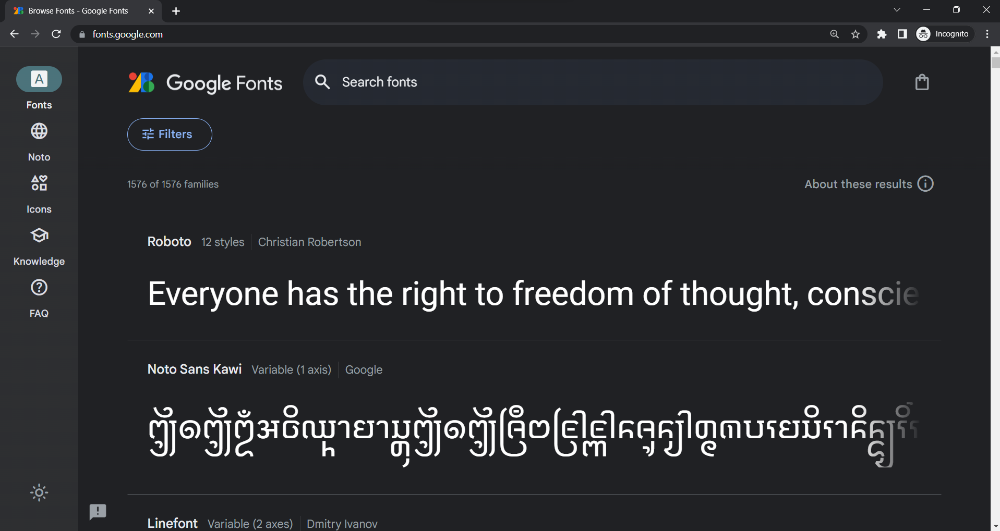 Browse Fonts - Google Fonts
fonts.google.com
Incognito
A
Fonts
Noto
Icons
Knowledge
FAQ
Google Fonts
Search fonts
Filters
1576 of 1576 families
About these results
Roboto 12 styles Christian Robertson
Everyone has the right to freedom of thought, conscie
Noto Sans Kawi Variable (1 axis) Google
Linefont Variable (2 axes) Dmitry Ivanov